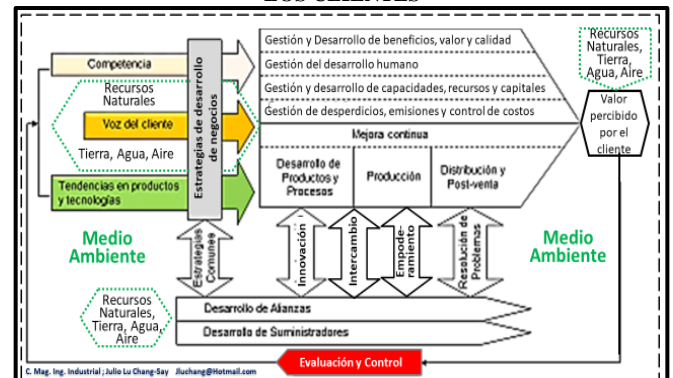 LOS CLIENTES
Competencia
Recursos
Naturales
Voz del cliente
Tierra, Agua, Aire
Tendencias en productos
y tecnologías
Estrategias de desarrollo
de negocios
Gestión y Desarrollo de beneficios, valor y calidad
Gestión del desarrollo humano
Gestión y desarrollo de capacidades, recursos y capitales
Gestión de desperdicios, emisiones y control de costos
Mejora continua
Desarrollo de
Productos y
Procesos
Producción
Distribución y
Post-venta
Recursos
Naturales,
Tierra,
Agua, Aire
Valor
percibido
por el
cliente
Medio
Ambiente
Estrategias
Comunes
Innovación
Intercambio
Empode-
ramiento
Resolución de
Problemas
Medio
Ambiente
Recursos
Naturales,
Tierra, Agua,
Aire
Desarrollo de Alianzas
Desarrollo de Suministradores
Evaluación y Control
C. Mag. Ing. Industrial ; Julio Lu Chang-Say Jluchang@Hotmail.com